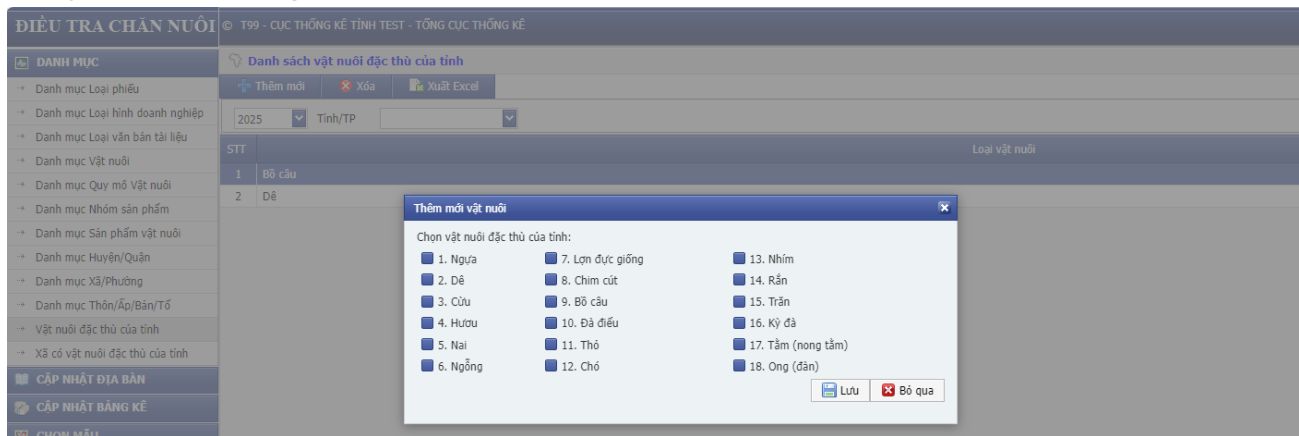 ĐIỀU TRA CHĂN NUÔI
© T99 - CỤC THỐNG KÊ TỈNH TEST - TỔNG CỤC THỐNG KÊ
DANH MỤC
Danh mục Loại phiếu
Danh mục Loại hình doanh nghiệp
Danh mục Loại văn bản tài liệu
Danh mục Vật nuôi
Danh mục Quy mô Vật nuôi
Danh mục Nhóm sản phẩm
Danh mục Sản phẩm vật nuôi
Danh mục Huyện/Quận
Danh mục Xã/Phường
Danh mục Thôn/Ấp/Bản/Tổ
Vật nuôi đặc thù của tỉnh
Xã có vật nuôi đặc thù của tỉnh
CẬP NHẬT ĐỊA BÀN
CẬP NHẬT BẢNG KÊ
CHỌN MẪU
Danh sách vật nuôi đặc thù của tỉnh
Thêm mới Xóa Xuất Excel
2025 Tỉnh/TP
STT Loại vật nuôi
1 Bồ câu
2 Dê
Thêm mới vật nuôi
Chọn vật nuôi đặc thù của tỉnh:
1. Ngựa 7. Lợn đực giống 13. Nhím
2. Dê 8. Chim cút 14. Rắn
3. Cừu 9. Bồ câu 15. Trăn
4. Hươu 10. Đà điểu 16. Kỳ đà
5. Nai 11. Thỏ 17. Tằm (nong tằm)
6. Ngỗng 12. Chó 18. Ong (đàn)
Lưu Bỏ qua